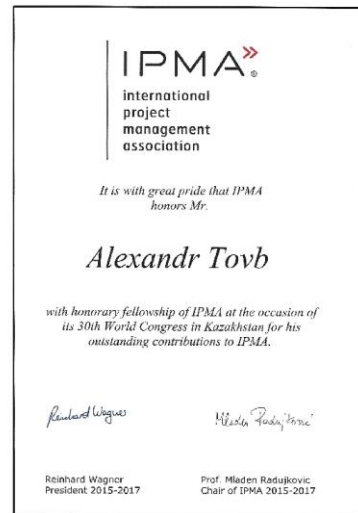 IPMA
international
project
management
association
It is with great pride that IPMA
honors Mr.
Alexandr Tovb
with honorary fellowship of IPMA at the occasion of
its 30th World Congress in Kazakhstan for his
outstanding contributions to IPMA.
Reinhard Wagner
Mladen Radujković
Reinhard Wagner
President 2015-2017
Prof. Mladen Radujkovic
Chair of IPMA 2015-2017